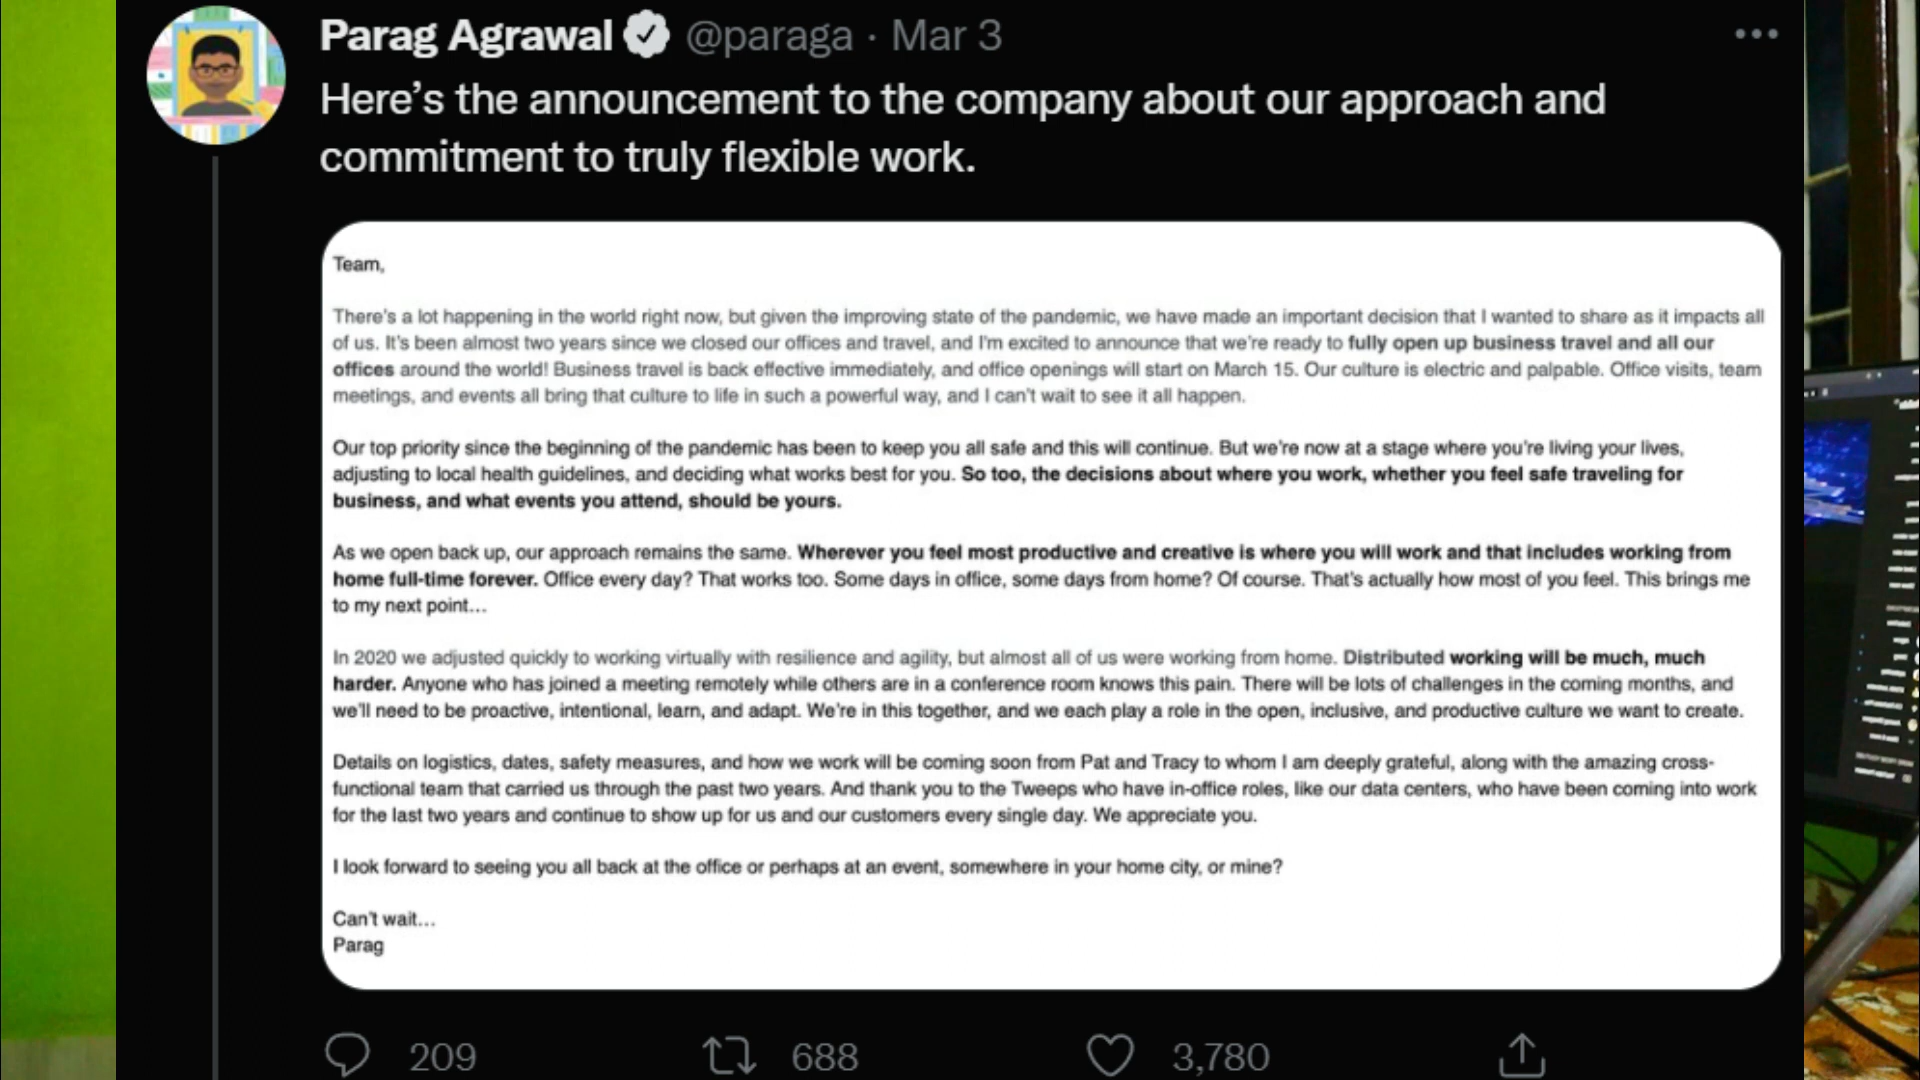 Parag Agrawal @paraga · Mar 3
Here's the announcement to the company about our approach and
commitment to truly flexible work.
Team,
There's a lot happening in the world right now, but given the improving state of the pandemic, we have made an important decision that I wanted to share as it impacts all
of us. It's been almost two years since we closed our offices and travel, and I'm excited to announce that we're ready to fully open up business travel and all our
offices around the world! Business travel is back effective immediately, and office openings will start on March 15. Our culture is electric and palpable. Office visits, team
meetings, and events all bring that culture to life in such a powerful way, and I can't wait to see it all happen.
Our top priority since the beginning of the pandemic has been to keep you all safe and this will continue. But we're now at a stage where you're living your lives,
adjusting to local health guidelines, and deciding what works best for you. So too, the decisions about where you work, whether you feel safe traveling for
business, and what events you attend, should be yours.
As we open back up, our approach remains the same. Wherever you feel most productive and creative is where you will work and that includes working from
home full-time forever. Office every day? That works too. Some days in office, some days from home? Of course. That's actually how most of you feel. This brings me
to my next point...
In 2020 we adjusted quickly to working virtually with resilience and agility, but almost all of us were working from home. Distributed working will be much, much
harder. Anyone who has joined a meeting remotely while others are in a conference room knows this pain. There will be lots of challenges in the coming months, and
we'll need to be proactive, intentional, learn, and adapt. We're in this together, and we each play a role in the open, inclusive, and productive culture we want to create.
Details on logistics, dates, safety measures, and how we work will be coming soon from Pat and Tracy to whom I am deeply grateful, along with the amazing cross-
functional team that carried us through the past two years. And thank you to the Tweeps who have in-office roles, like our data centers, who have been coming into work
for the last two years and continue to show up for us and our customers every single day. We appreciate you.
I look forward to seeing you all back at the office or perhaps at an event, somewhere in your home city, or mine?
Can't wait...
Parag
209 688 3,780